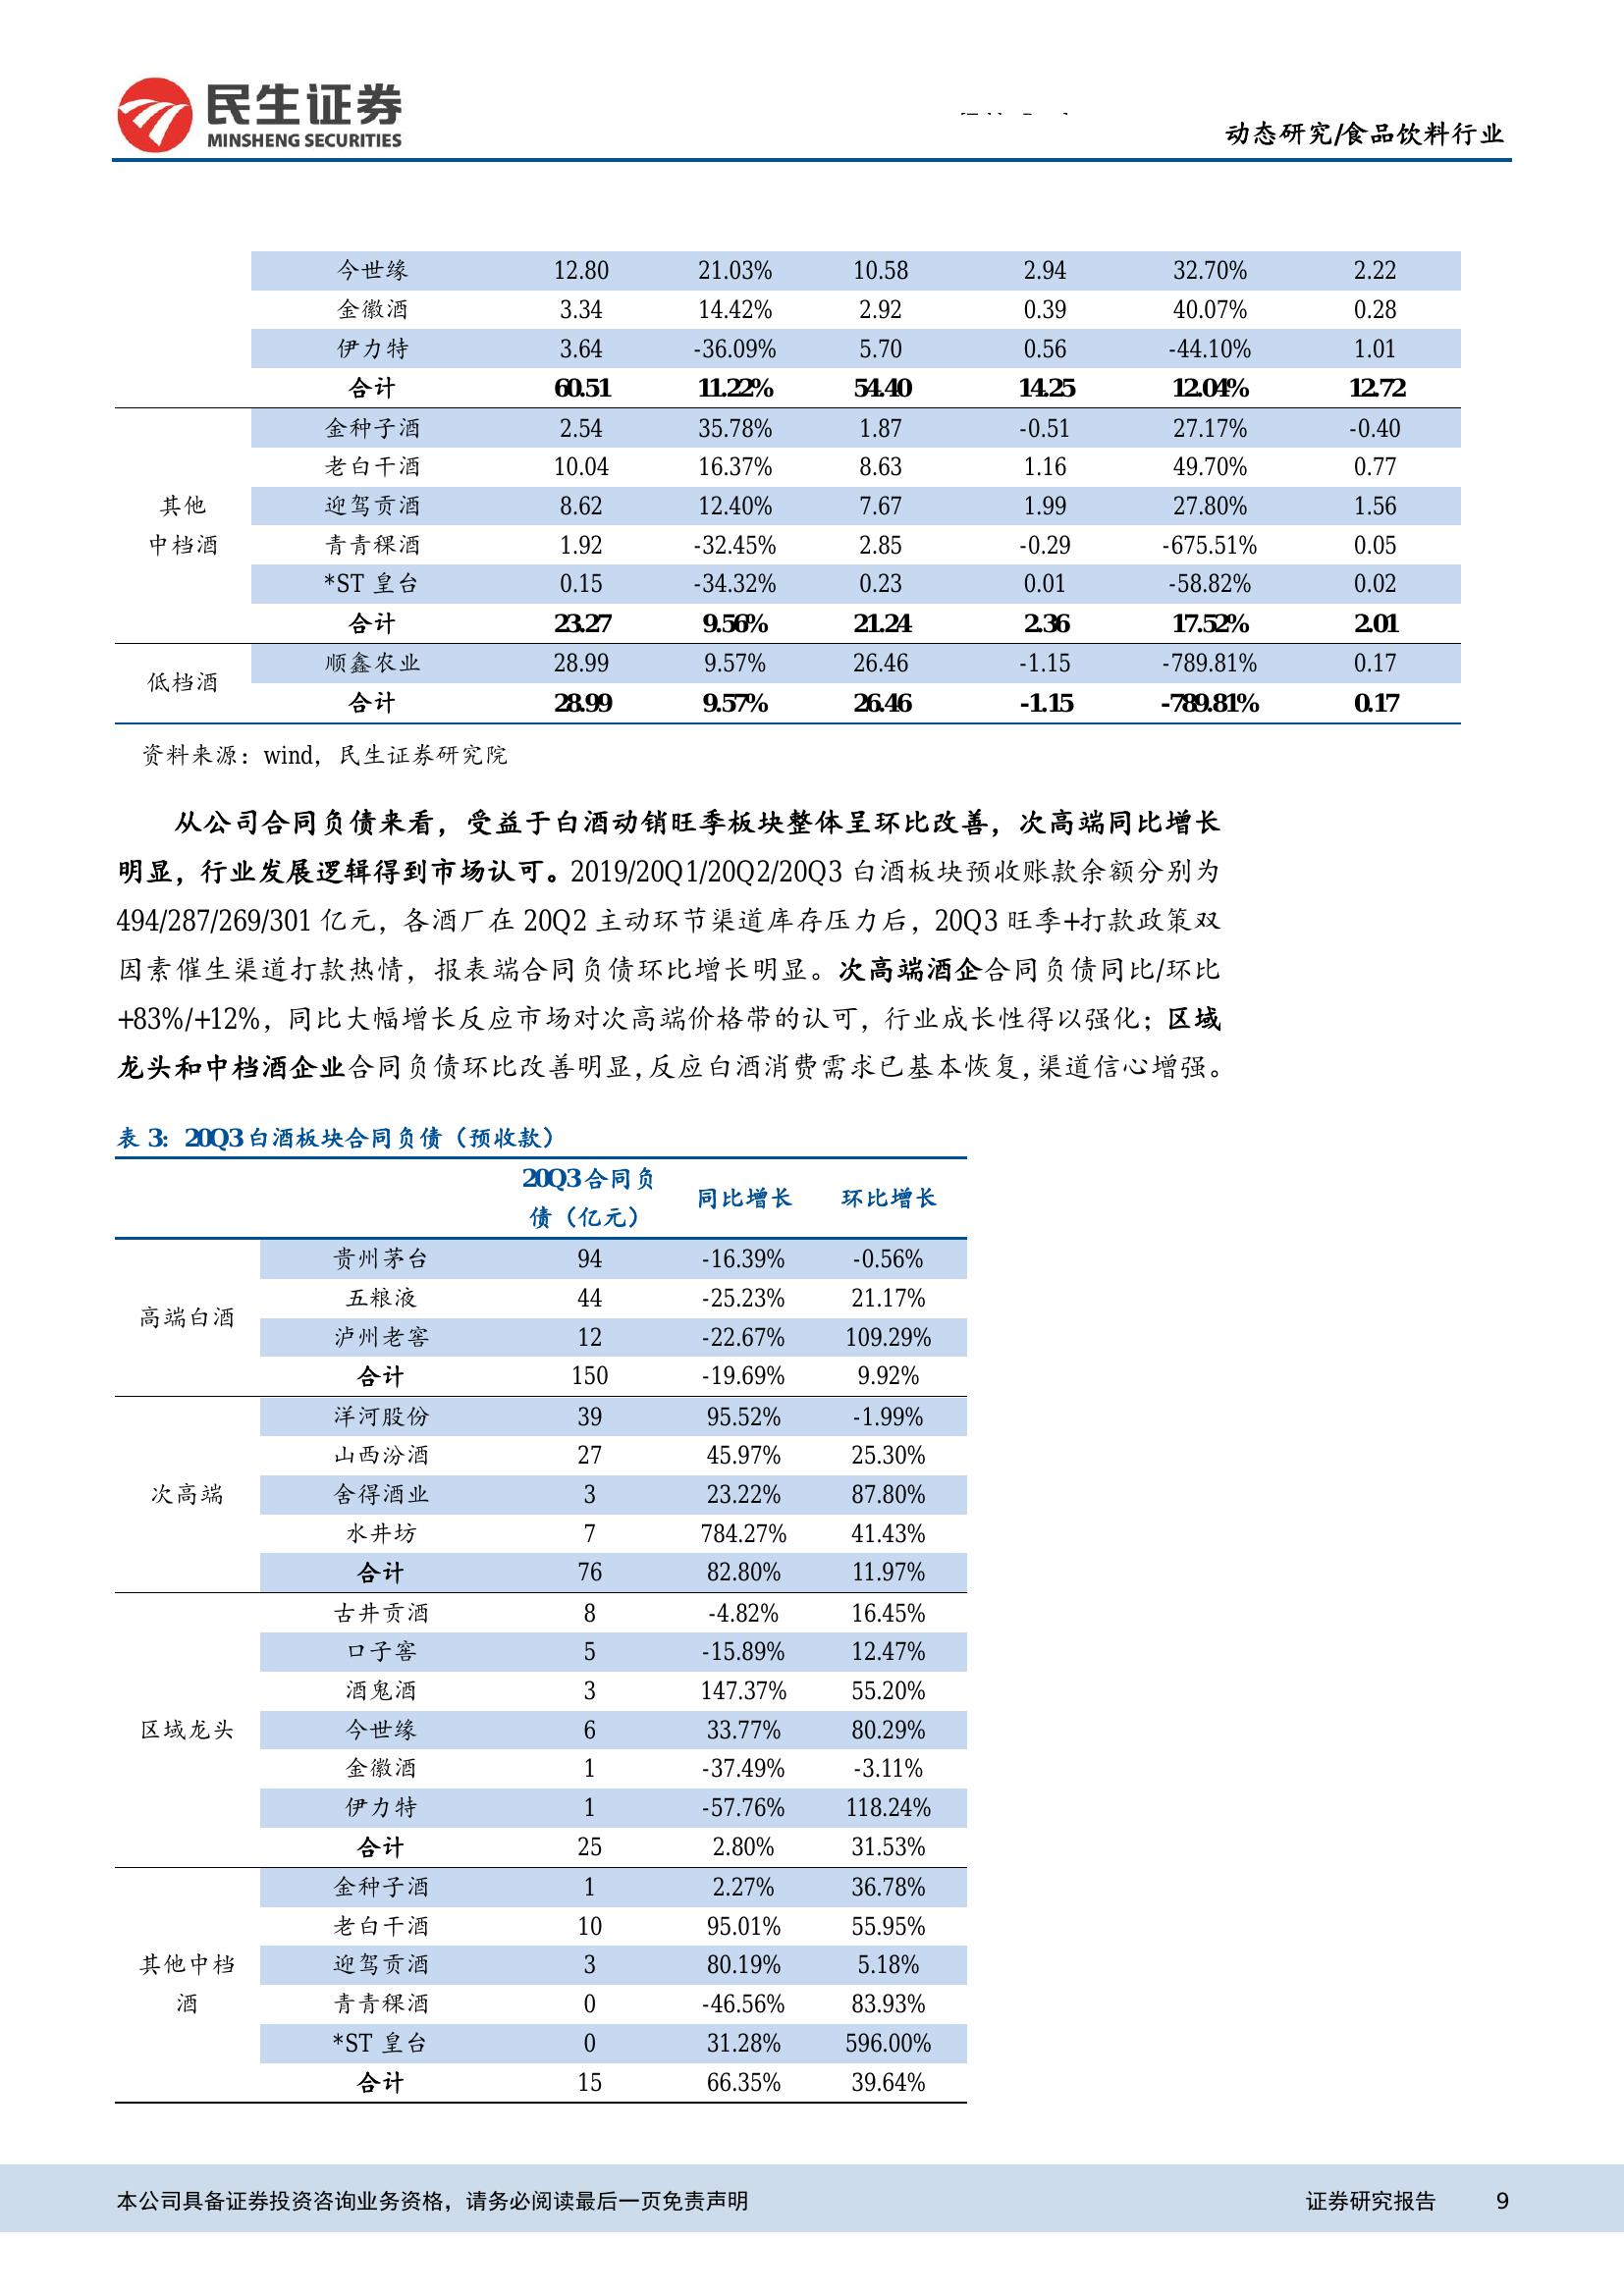 民生证券
MINSHENG SECURITIES
动态研究/食品饮料行业
今世缘 12.80 21.03% 10.58 2.94 32.70% 2.22
金徽酒 3.34 14.42% 2.92 0.39 40.07% 0.28
伊力特 3.64 -36.09% 5.70 0.56 -44.10% 1.01
合计 60.51 11.22% 54.40 14.25 12.04% 12.72
金种子酒 2.54 35.78% 1.87 -0.51 27.17% -0.40
老白干酒 10.04 16.37% 8.63 1.16 49.70% 0.77
其他
迎驾贡酒 8.62 12.40% 7.67 1.99 27.80% 1.56
中档酒
青青稞酒 1.92 -32.45% 2.85 -0.29 -675.51% 0.05
*ST 皇台 0.15 -34.32% 0.23 0.01 -58.82% 0.02
合计 23.27 9.56% 21.24 2.36 17.52% 2.01
低档酒
顺鑫农业 28.99 9.57% 26.46 -1.15 -789.81% 0.17
合计 28.99 9.57% 26.46 -1.15 -789.81% 0.17
资料来源：wind，民生证券研究院
从公司合同负债来看，受益于白酒动销旺季板块整体呈环比改善，次高端同比增长
明显，行业发展逻辑得到市场认可。2019/20Q1/20Q2/20Q3 白酒板块预收账款余额分别为
494/287/269/301 亿元，各酒厂在 20Q2 主动环节渠道库存压力后，20Q3 旺季+打款政策双
因素催生渠道打款热情，报表端合同负债环比增长明显。次高端酒企合同负债同比/环比
+83%/+12%，同比大幅增长反应市场对次高端价格带的认可，行业成长性得以强化；区域
龙头和中档酒企业合同负债环比改善明显，反应白酒消费需求已基本恢复，渠道信心增强。
表 3：20Q3 白酒板块合同负债（预收款）
20Q3 合同负
债（亿元） 同比增长 环比增长
高端白酒
贵州茅台 94 -16.39% -0.56%
五粮液 44 -25.23% 21.17%
泸州老窖 12 -22.67% 109.29%
合计 150 -19.69% 9.92%
次高端
洋河股份 39 95.52% -1.99%
山西汾酒 27 45.97% 25.30%
舍得酒业 3 23.22% 87.80%
水井坊 7 784.27% 41.43%
合计 76 82.80% 11.97%
区域龙头
古井贡酒 8 -4.82% 16.45%
口子窖 5 -15.89% 12.47%
酒鬼酒 3 147.37% 55.20%
今世缘 6 33.77% 80.29%
金徽酒 1 -37.49% -3.11%
伊力特 1 -57.76% 118.24%
合计 25 2.80% 31.53%
其他中档
酒
金种子酒 1 2.27% 36.78%
老白干酒 10 95.01% 55.95%
迎驾贡酒 3 80.19% 5.18%
青青稞酒 0 -46.56% 83.93%
*ST 皇台 0 31.28% 596.00%
合计 15 66.35% 39.64%
本公司具备证券投资咨询业务资格，请务必阅读最后一页免责声明
证券研究报告 9